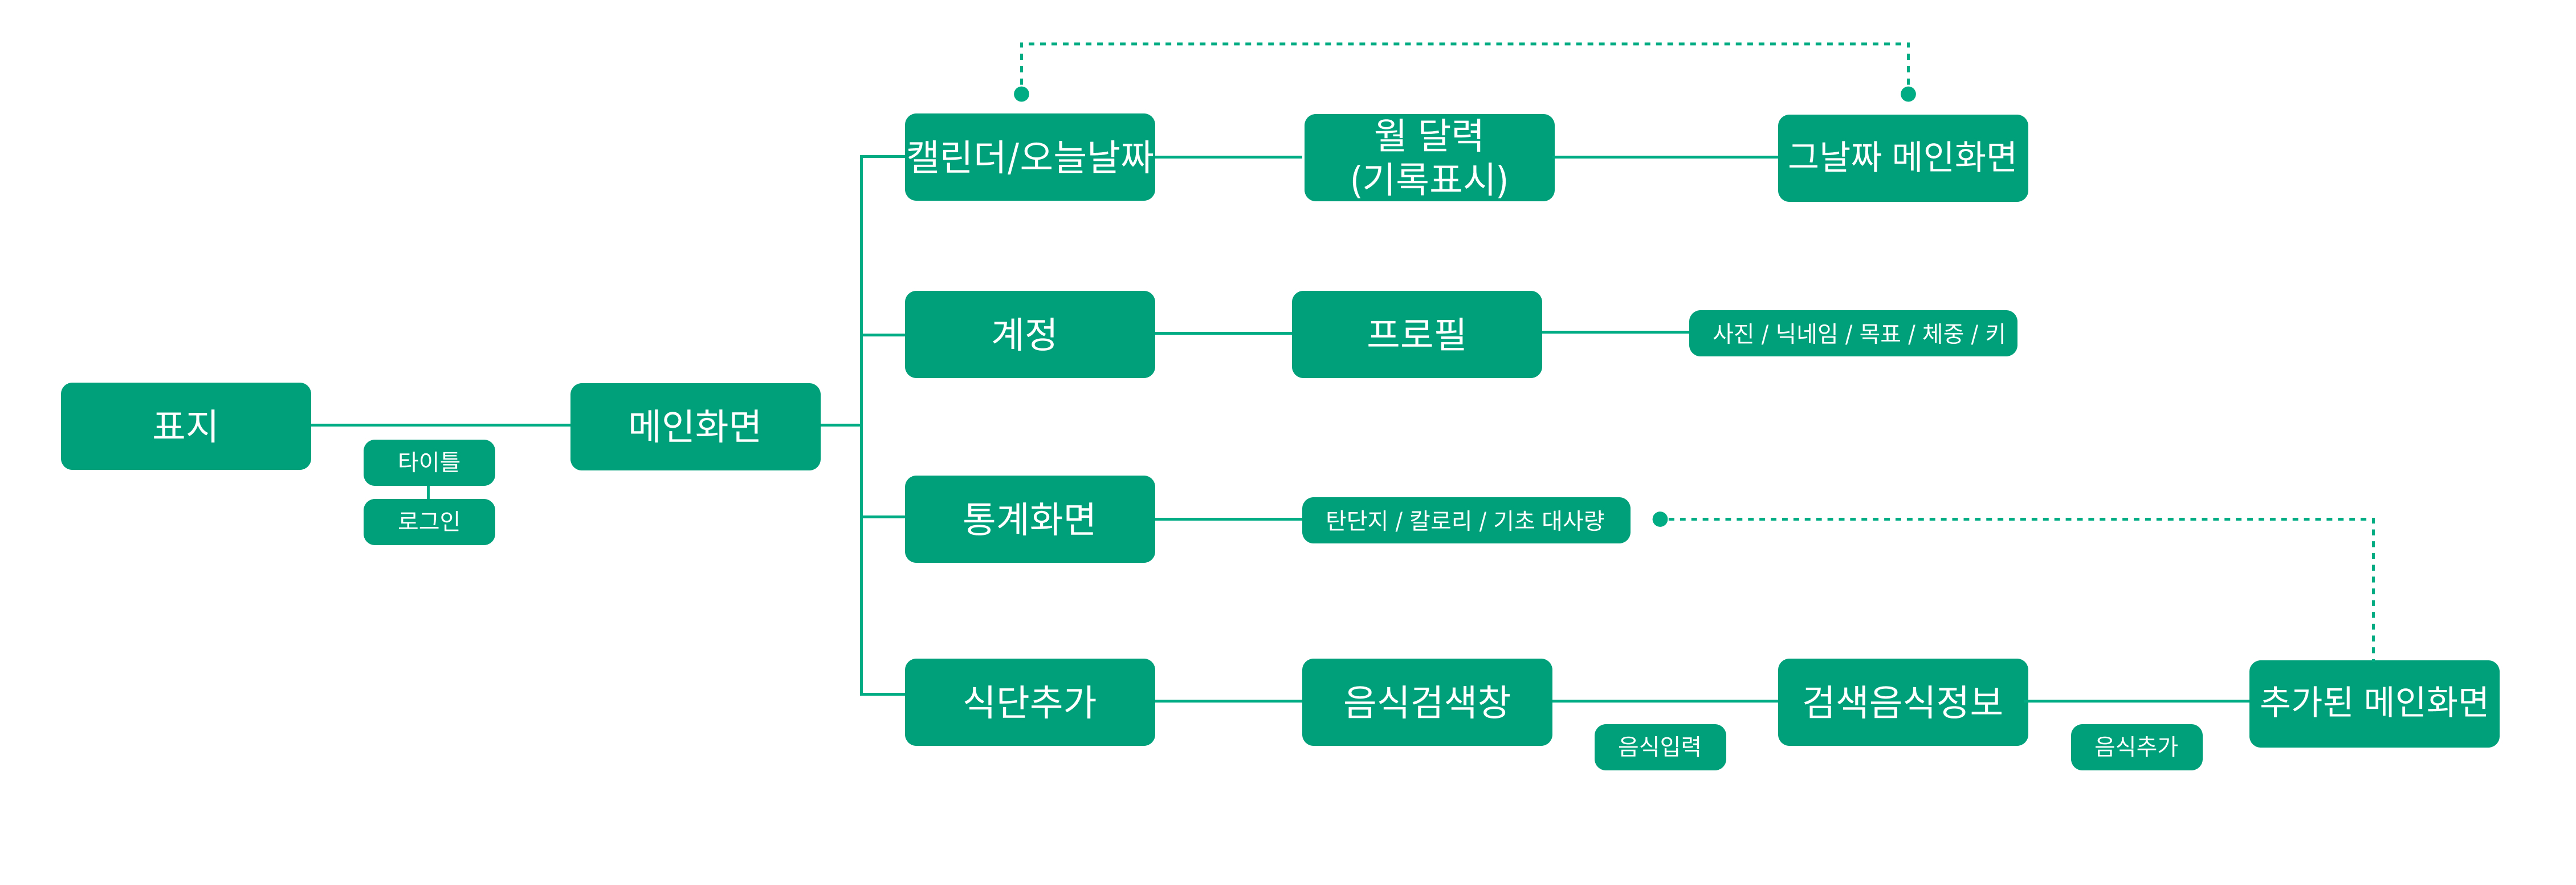 캘린더/오늘날짜
월 달력
(기록표시)
그날짜 메인화면
계정
프로필
사진 / 닉네임 / 목표 / 체중 / 키
표지
타이틀
로그인
메인화면
통계화면
탄단지 / 칼로리 / 기초 대사량
식단추가
음식검색창
음식입력
검색음식정보
음식추가
추가된 메인화면